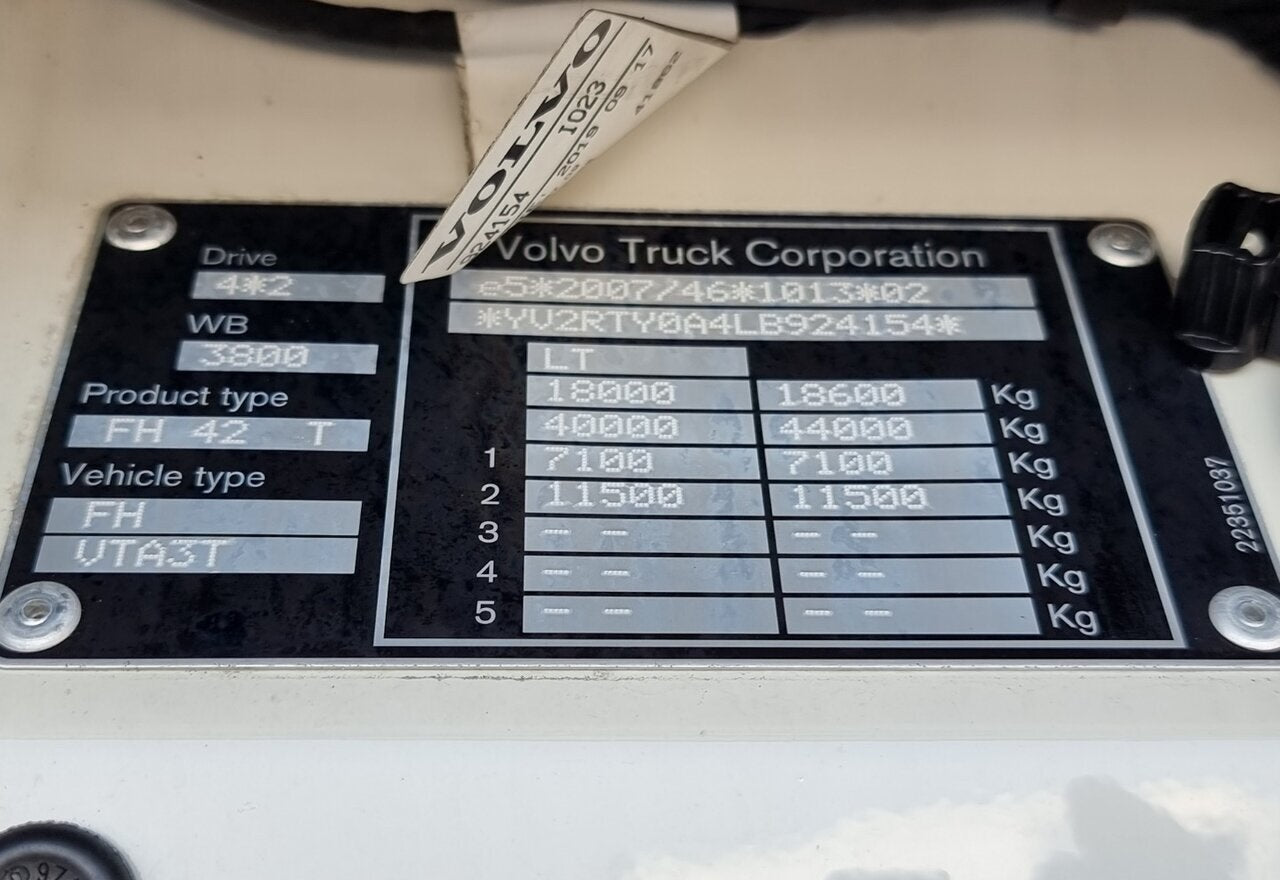 VOLVO
924154 1023
2019 09 17
41982
Volvo Truck Corporation
e5*2007/46*1013*02
*YV2RTY0A4LB924154*
LT
18000 18600 Kg
40000 44000 Kg
1 7100 7100 Kg
2 11500 11500 Kg
3 -- -- -- -- Kg
4 -- -- -- -- Kg
5 -- -- -- -- Kg
Drive
4*2
WB
3800
Product type
FH 42 T
Vehicle type
FH
VTA3T
22351037